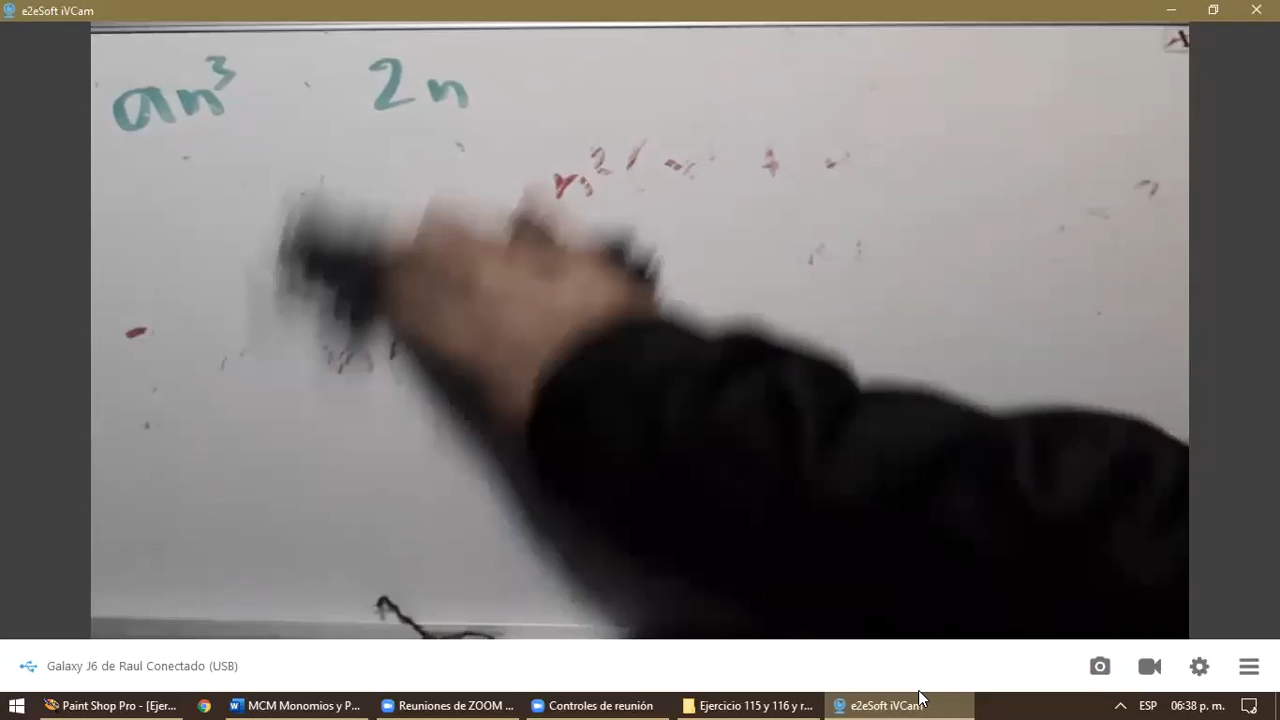 e2eSoft iVCam
an³ 2n
n²(
Galaxy J6 de Raul Conectado (USB)
Paint Shop Pro - [Ejer... MCM Monomios y P... Reuniones de ZOOM ... Controles de reunión Ejercicio 115 y 116 y r... e2eSoft iVCam ESP 06:38 p. m.